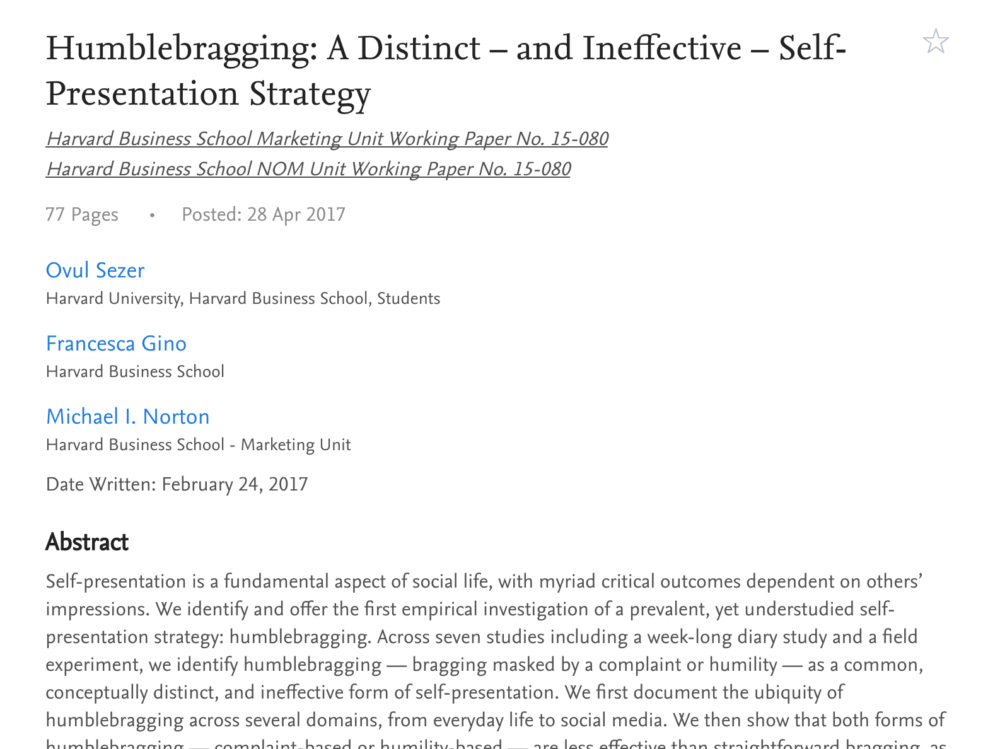 Humblebragging: A Distinct – and Ineffective – Self-
Presentation Strategy
Harvard Business School Marketing Unit Working Paper No. 15-080
Harvard Business School NOM Unit Working Paper No. 15-080
77 Pages • Posted: 28 Apr 2017
Ovul Sezer
Harvard University, Harvard Business School, Students
Francesca Gino
Harvard Business School
Michael I. Norton
Harvard Business School - Marketing Unit
Date Written: February 24, 2017
Abstract
Self-presentation is a fundamental aspect of social life, with myriad critical outcomes dependent on others’
impressions. We identify and offer the first empirical investigation of a prevalent, yet understudied self-
presentation strategy: humblebragging. Across seven studies including a week-long diary study and a field
experiment, we identify humblebragging — bragging masked by a complaint or humility — as a common,
conceptually distinct, and ineffective form of self-presentation. We first document the ubiquity of
humblebragging across several domains, from everyday life to social media. We then show that both forms of
humblebragging — complaint-based or humility-based — are less effective than straightforward bragging, as